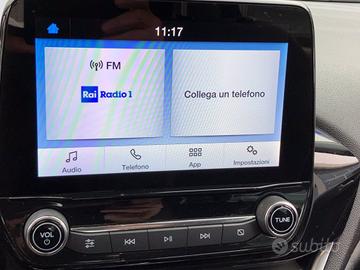 11:17
FM
Rai Radio 1
Collega un telefono
Audio
Telefono
App
Impostazioni
VOL
TUNE
subito